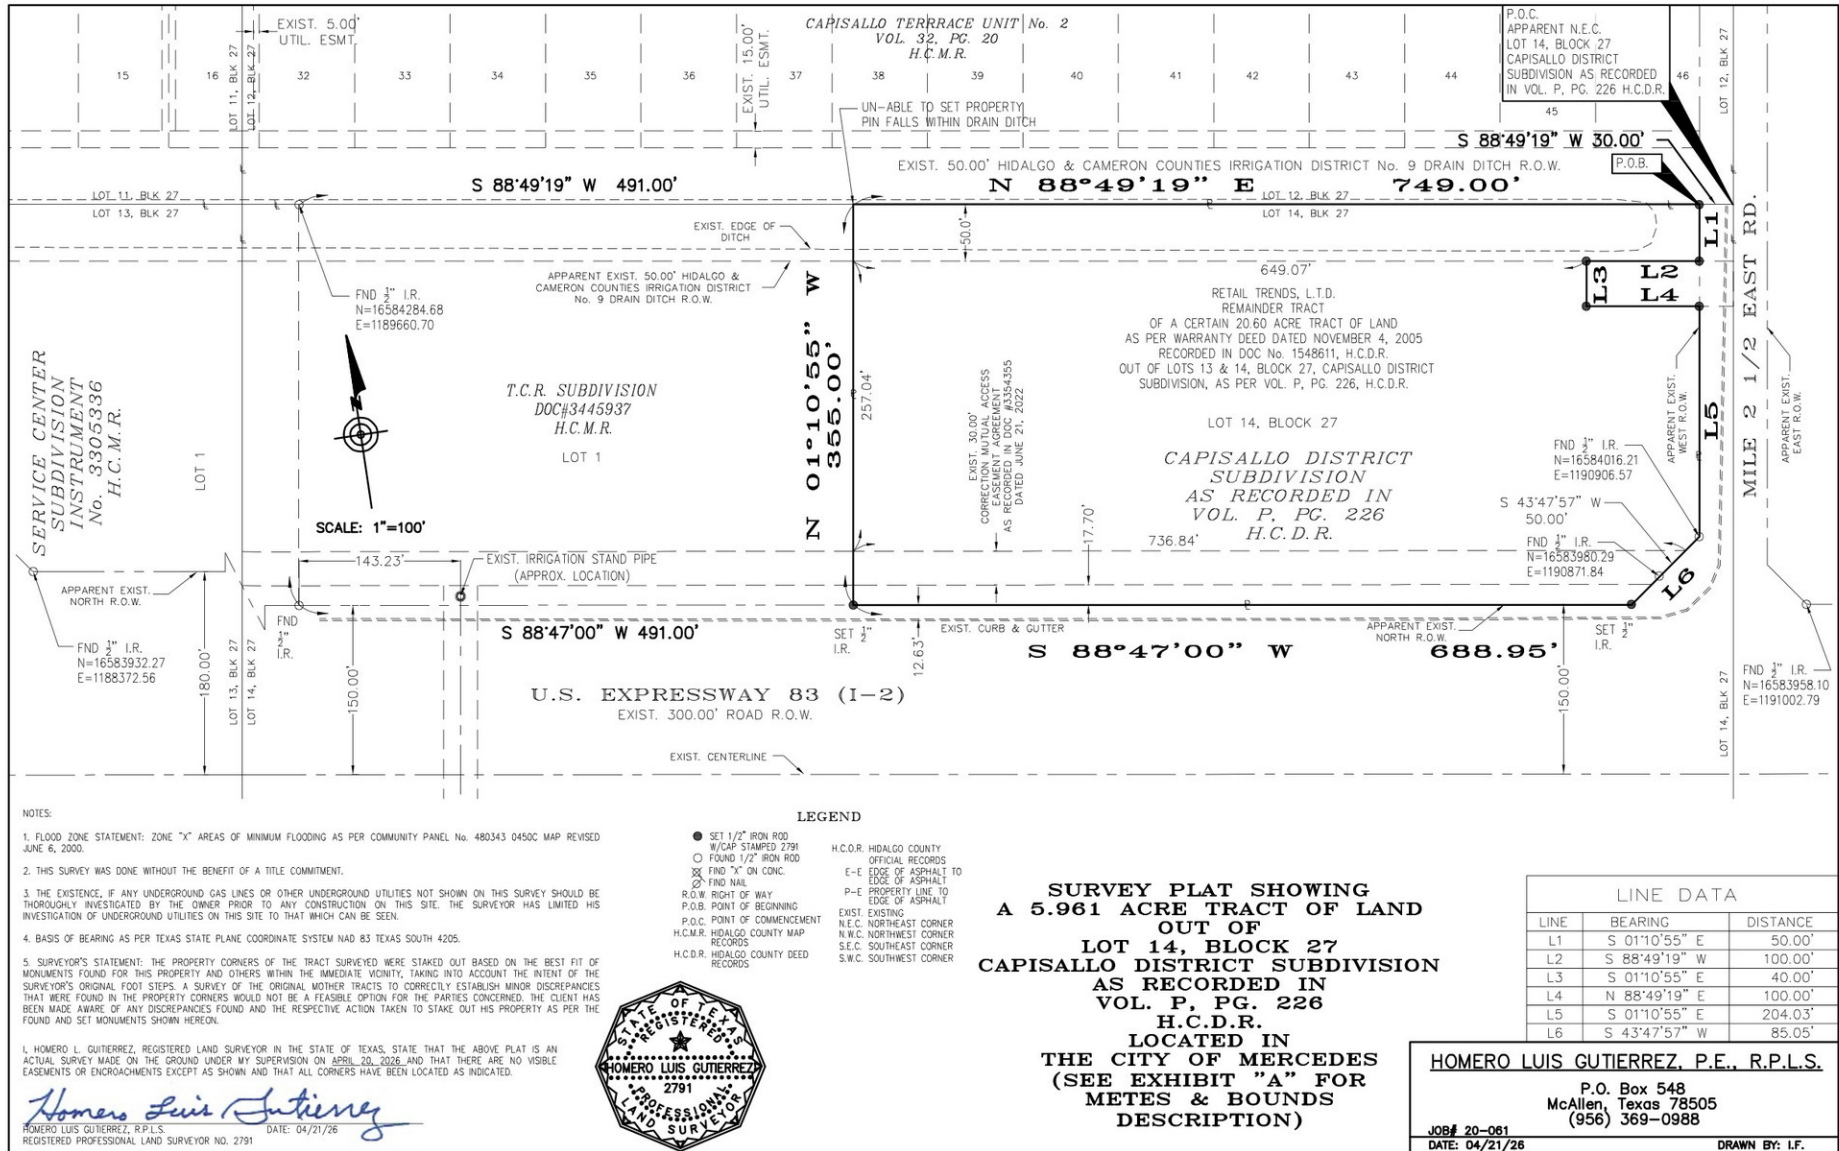 EXIST. 5.00'
UTIL. ESMT.
CAPISALLO TERRRACE UNIT No. 2
VOL. 32, PG. 20
H.C.M.R.
EXIST. 15.00'
UTIL. ESMT.
P.O.C.
APPARENT N.E.C.
LOT 14, BLOCK 27
CAPISALLO DISTRICT
SUBDIVISION AS RECORDED
IN VOL. P, PG. 226 H.C.D.R.
15
16
32
33
34
35
36
37
38
39
40
41
42
43
44
45
46
LOT 11, BLK 27
LOT 12, BLK 27
LOT 12, BLK 27
UN-ABLE TO SET PROPERTY
PIN FALLS WITHIN DRAIN DITCH
S 88°49'19" W 30.00'
P.O.B.
EXIST. 50.00' HIDALGO & CAMERON COUNTIES IRRIGATION DISTRICT No. 9 DRAIN DITCH R.O.W.
S 88°49'19" W 491.00'
N 88°49'19" E 749.00'
LOT 11, BLK 27
LOT 13, BLK 27
LOT 12, BLK 27
LOT 14, BLK 27
EXIST. EDGE OF
DITCH
50.0'
L1
APPARENT EXIST. 50.00' HIDALGO &
CAMERON COUNTIES IRRIGATION DISTRICT
No. 9 DRAIN DITCH R.O.W.
649.07'
L2
L3
L4
FND 1/2" I.R.
N=16584284.68
E=1189660.70
RETAIL TRENDS, L.T.D.
REMAINDER TRACT
OF A CERTAIN 20.60 ACRE TRACT OF LAND
AS PER WARRANTY DEED DATED NOVEMBER 4, 2005
RECORDED IN DOC No. 1548611, H.C.D.R.
OUT OF LOTS 13 & 14, BLOCK 27, CAPISALLO DISTRICT
SUBDIVISION, AS PER VOL. P, PG. 226, H.C.D.R.
LOT 14, BLOCK 27
MILE 2 1/2 EAST RD.
APPARENT EXIST.
WEST R.O.W.
APPARENT EXIST.
EAST R.O.W.
L5
SERVICE CENTER
SUBDIVISION
INSTRUMENT
No. 3305336
H.C.M.R.
LOT 1
T.C.R. SUBDIVISION
DOC#3445937
H.C.M.R.
LOT 1
N 01°10'55" W
355.00'
257.04'
EXIST. 30.00'
CORRECTION MUTUAL ACCESS
EASEMENT AGREEMENT
AS RECORDED IN DOC #3354355
DATED JUNE 21, 2022
CAPISALLO DISTRICT
SUBDIVISION
AS RECORDED IN
VOL. P, PG. 226
H.C.D.R.
FND 1/2" I.R.
N=16584016.21
E=1190906.57
S 43°47'57" W
50.00'
FND 1/2" I.R.
N=16583980.29
E=1190871.84
L6
SCALE: 1"=100'
17.70'
736.84'
143.23'
EXIST. IRRIGATION STAND PIPE
(APPROX. LOCATION)
APPARENT EXIST.
NORTH R.O.W.
FND
1/2"
I.R.
S 88°47'00" W 491.00'
SET 1/2"
I.R.
12.63'
EXIST. CURB & GUTTER
APPARENT EXIST.
NORTH R.O.W.
SET 1/2"
I.R.
S 88°47'00" W 688.95'
FND 1/2" I.R.
N=16583932.27
E=1188372.56
180.00'
LOT 13, BLK 27
LOT 14, BLK 27
150.00'
U.S. EXPRESSWAY 83 (I-2)
EXIST. 300.00' ROAD R.O.W.
150.00'
LOT 14, BLK 27
FND 1/2" I.R.
N=16583958.10
E=1191002.79
EXIST. CENTERLINE
NOTES:
1. FLOOD ZONE STATEMENT: ZONE "X" AREAS OF MINIMUM FLOODING AS PER COMMUNITY PANEL No. 480343 0450C MAP REVISED
JUNE 6, 2000.
2. THIS SURVEY WAS DONE WITHOUT THE BENEFIT OF A TITLE COMMITMENT.
3. THE EXISTENCE, IF ANY UNDERGROUND GAS LINES OR OTHER UNDERGROUND UTILITIES NOT SHOWN ON THIS SURVEY SHOULD BE
THOROUGHLY INVESTIGATED BY THE OWNER PRIOR TO ANY CONSTRUCTION ON THIS SITE. THE SURVEYOR HAS LIMITED HIS
INVESTIGATION OF UNDERGROUND UTILITIES ON THIS SITE TO THAT WHICH CAN BE SEEN.
4. BASIS OF BEARING AS PER TEXAS STATE PLANE COORDINATE SYSTEM NAD 83 TEXAS SOUTH 4205.
5. SURVEYOR'S STATEMENT: THE PROPERTY CORNERS OF THE TRACT SURVEYED WERE STAKED OUT BASED ON THE BEST FIT OF
MONUMENTS FOUND FOR THIS PROPERTY AND OTHERS WITHIN THE IMMEDIATE VICINITY, TAKING INTO ACCOUNT THE INTENT OF THE
SURVEYOR'S ORIGINAL FOOT STEPS. A SURVEY OF THE ORIGINAL MOTHER TRACTS TO CORRECTLY ESTABLISH MINOR DISCREPANCIES
THAT WERE FOUND IN THE PROPERTY CORNERS WOULD NOT BE A FEASIBLE OPTION FOR THE PARTIES CONCERNED. THE CLIENT HAS
BEEN MADE AWARE OF ANY DISCREPANCIES FOUND AND THE RESPECTIVE ACTION TAKEN TO STAKE OUT HIS PROPERTY AS PER THE
FOUND AND SET MONUMENTS SHOWN HEREON.
I, HOMERO L. GUTIERREZ, REGISTERED LAND SURVEYOR IN THE STATE OF TEXAS, STATE THAT THE ABOVE PLAT IS AN
ACTUAL SURVEY MADE ON THE GROUND UNDER MY SUPERVISION ON APRIL 20, 2026 AND THAT THERE ARE NO VISIBLE
EASEMENTS OR ENCROACHMENTS EXCEPT AS SHOWN AND THAT ALL CORNERS HAVE BEEN LOCATED AS INDICATED.
Homero Luis Gutierrez
HOMERO LUIS GUTIERREZ, R.P.L.S. DATE: 04/21/26
REGISTERED PROFESSIONAL LAND SURVEYOR NO. 2791
LEGEND
SET 1/2" IRON ROD
W/CAP STAMPED 2791
FOUND 1/2" IRON ROD
FIND "X" ON CONC.
FIND NAIL
R.O.W. RIGHT OF WAY
P.O.B. POINT OF BEGINNING
P.O.C. POINT OF COMMENCEMENT
H.C.M.R. HIDALGO COUNTY MAP
RECORDS
H.C.D.R. HIDALGO COUNTY DEED
RECORDS
H.C.O.R. HIDALGO COUNTY
OFFICIAL RECORDS
E-E EDGE OF ASPHALT TO
EDGE OF ASPHALT
P-E PROPERTY LINE TO
EDGE OF ASPHALT
EXIST. EXISTING
N.E.C. NORTHEAST CORNER
N.W.C. NORTHWEST CORNER
S.E.C. SOUTHEAST CORNER
S.W.C. SOUTHWEST CORNER
STATE OF TEXAS
REGISTERED
HOMERO LUIS GUTIERREZ
2791
PROFESSIONAL
LAND SURVEYOR
SURVEY PLAT SHOWING
A 5.961 ACRE TRACT OF LAND
OUT OF
LOT 14, BLOCK 27
CAPISALLO DISTRICT SUBDIVISION
AS RECORDED IN
VOL. P, PG. 226
H.C.D.R.
LOCATED IN
THE CITY OF MERCEDES
(SEE EXHIBIT "A" FOR
METES & BOUNDS
DESCRIPTION)
LINE DATA
LINE BEARING DISTANCE
L1 S 01°10'55" E 50.00'
L2 S 88°49'19" W 100.00'
L3 S 01°10'55" E 40.00'
L4 N 88°49'19" E 100.00'
L5 S 01°10'55" E 204.03'
L6 S 43°47'57" W 85.05'
HOMERO LUIS GUTIERREZ, P.E., R.P.L.S.
P.O. Box 548
McAllen, Texas 78505
(956) 369-0988
JOB# 20-061
DATE: 04/21/26 DRAWN BY: I.F.